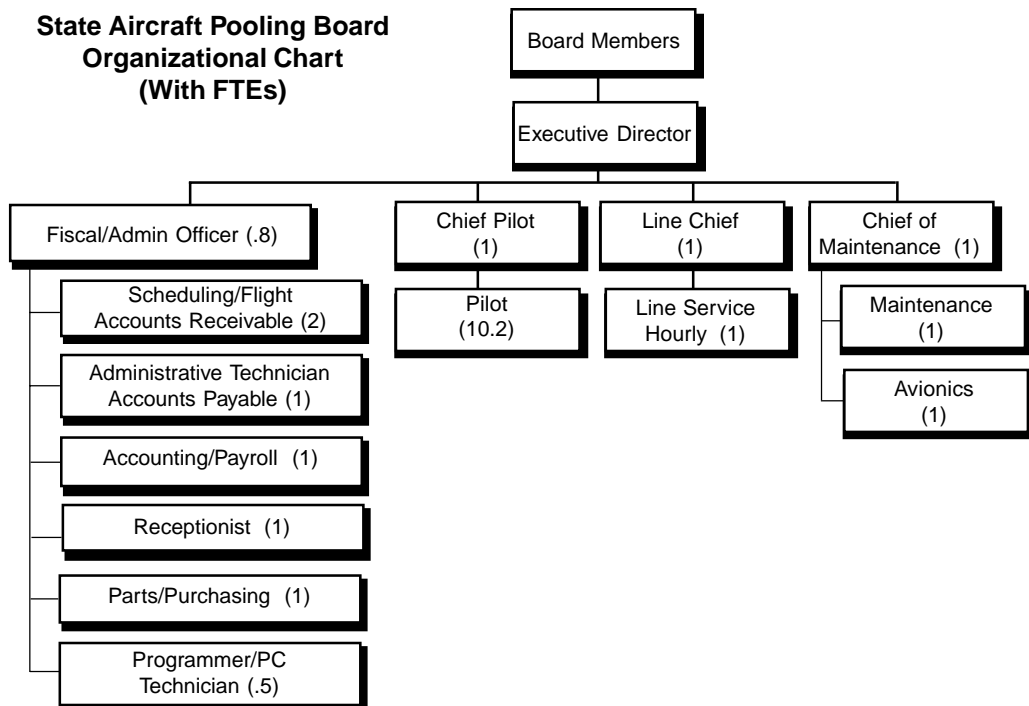 State Aircraft Pooling Board
Organizational Chart
(With FTEs)
Board Members
Executive Director
Fiscal/Admin Officer (.8)
Scheduling/Flight
Accounts Receivable (2)
Administrative Technician
Accounts Payable (1)
Accounting/Payroll (1)
Receptionist (1)
Parts/Purchasing (1)
Programmer/PC
Technician (.5)
Chief Pilot
(1)
Pilot
(10.2)
Line Chief
(1)
Line Service
Hourly (1)
Chief of
Maintenance (1)
Maintenance
(1)
Avionics
(1)